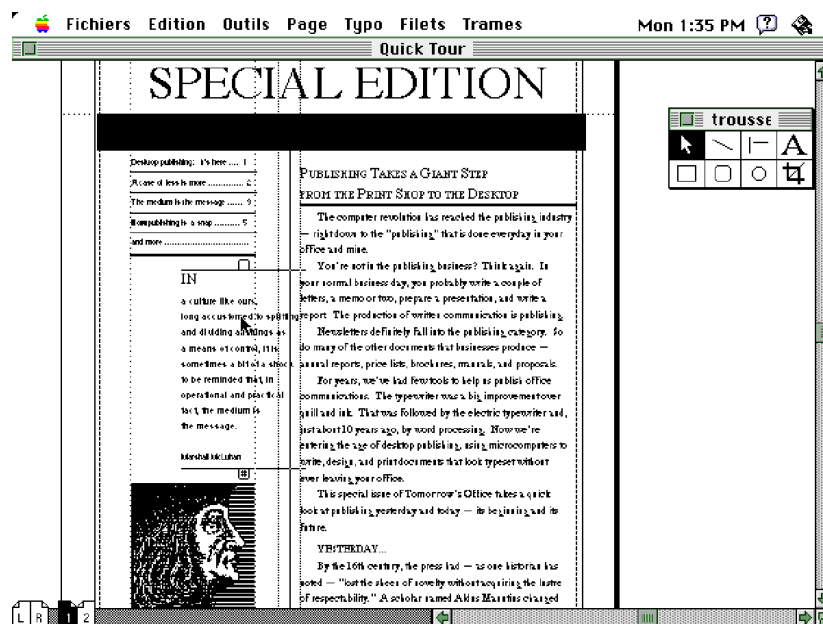 Fichiers Edition Outils Page Typo Filets Trames Mon 1:35 PM
Quick Tour
SPECIAL EDITION
trousse
A
Desktop publishing: it's here .... 1
A case of less is more ............. 2
The medium is the message ...... 3
publishing is a snap .......... 5
and more ..............................
IN
a culture like ours,
long accustomed to splitting
and dividing all things as
a means of control, it is
sometimes a bit of a shock
to be reminded that, in
operational and practical
fact, the medium is
the message.
Marshall McLuhan
#
PUBLISHING TAKES A GIANT STEP
FROM THE PRINT SHOP TO THE DESKTOP
The computer revolution has reached the publishing industry
— right down to the "publishing" that is done everyday in your
office and mine.
You're not in the publishing business? Think again. In
your normal business day, you probably write a couple of
letters, a memo or two, prepare a presentation, and write a
report. The production of written communication is publishing.
Newsletters definitely fall into the publishing category. So
do many of the other documents that businesses produce —
annual reports, price lists, brochures, manuals, and proposals.
For years, we've had few tools to help us publish office
communications. The typewriter was a big improvement over
quill and ink. That was followed by the electric typewriter and,
just about 10 years ago, by word processing. Now we're
entering the age of desktop publishing, using microcomputers to
write, design, and print documents that look typeset without
ever leaving your office.
This special issue of Tomorrow's Office takes a quick
look at publishing yesterday and today — its beginning and its
future.
YESTERDAY...
By the 16th century, the press had — as one historian has
noted — "lost the sheen of novelty without acquiring the lustre
of respectability." A scholar named Aldus Manutius changed
L R 1 2